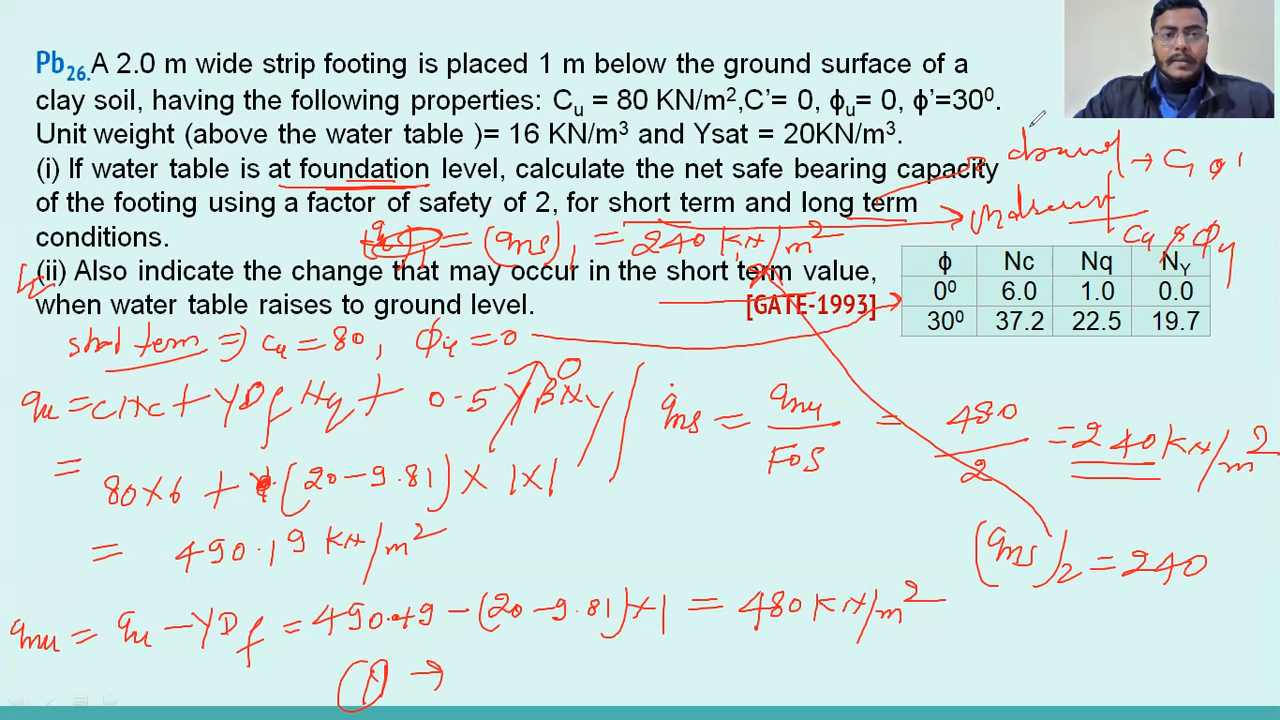 Pb26. A 2.0 m wide strip footing is placed 1 m below the ground surface of a
clay soil, having the following properties: Cu = 80 KN/m², C'= 0, ϕu= 0, ϕ'=30⁰.
Unit weight (above the water table )= 16 KN/m³ and Ysat = 20KN/m³.
(i) If water table is at foundation level, calculate the net safe bearing capacity
of the footing using a factor of safety of 2, for short term and long term
conditions.
(ii) Also indicate the change that may occur in the short term value,
when water table raises to ground level. [GATE-1993]
ϕ Nc Nq NY
0⁰ 6.0 1.0 0.0
30⁰ 37.2 22.5 19.7
drained → C' ϕ'
undrained
Cu & ϕu
= (qns)1 = 240 KN/m²
short term ⇒ Cu = 80, ϕu = 0
qu = CNc + γDf Nq + 0.5 γBNγ
0
= 80×6 + (20-9.81) × 1×1
= 490.19 KN/m²
qns = qnu/FOS = 480/2 = 240 KN/m²
(qns)2 = 240
qnu = qu - γDf = 490.19 - (20-9.81)×1 = 480 KN/m²
① →